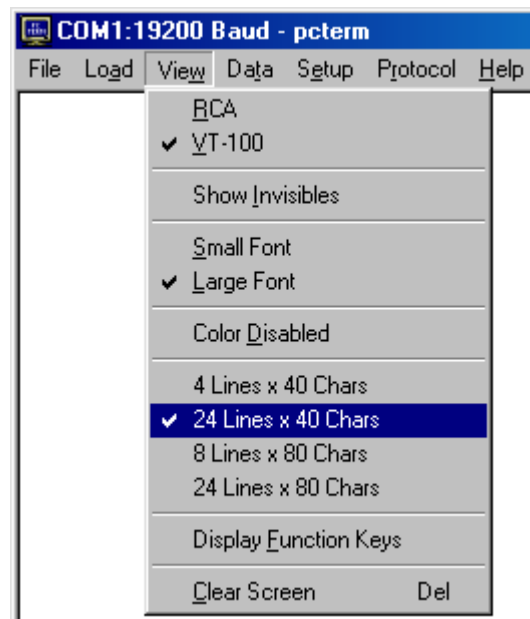 COM1:19200 Baud - pcterm
File Load View Data Setup Protocol Help
RCA
VT-100
Show Invisibles
Small Font
Large Font
Color Disabled
4 Lines x 40 Chars
24 Lines x 40 Chars
8 Lines x 80 Chars
24 Lines x 80 Chars
Display Function Keys
Clear Screen Del